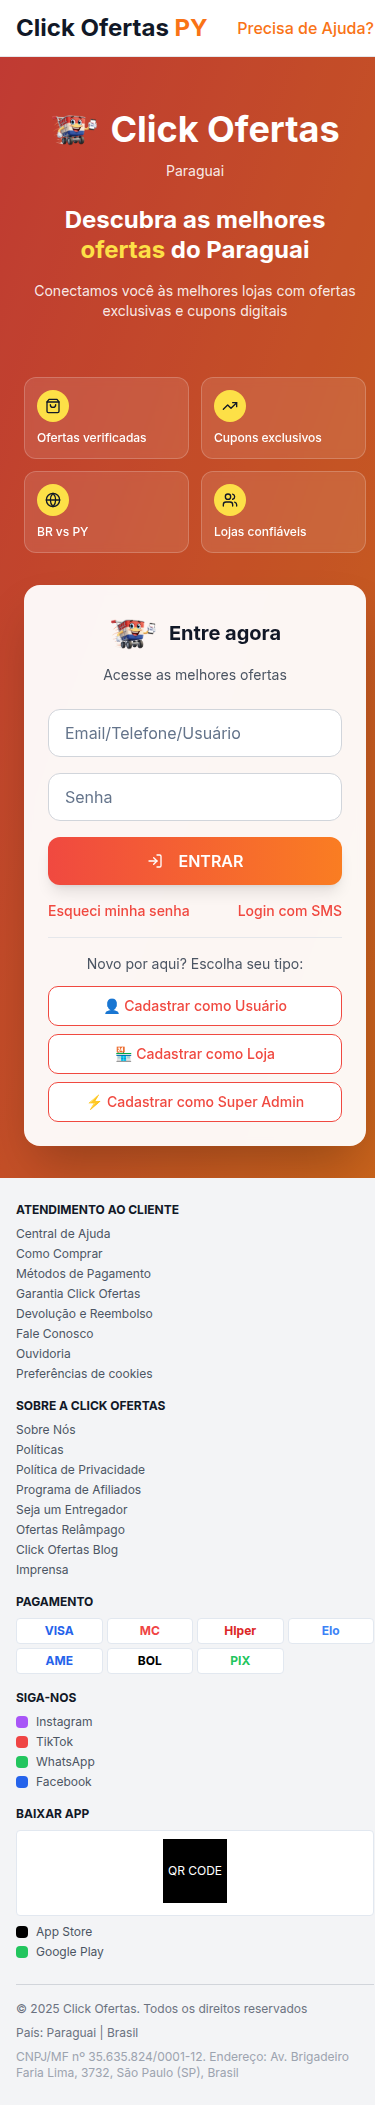 Click Ofertas PY
Precisa de Ajuda?
Click Ofertas
Paraguai
Descubra as melhores
ofertas do Paraguai
Conectamos você às melhores lojas com ofertas
exclusivas e cupons digitais
Ofertas verificadas
Cupons exclusivos
BR vs PY
Lojas confiáveis
Entre agora
Acesse as melhores ofertas
Email/Telefone/Usuário
Senha
ENTRAR
Esqueci minha senha
Login com SMS
Novo por aqui? Escolha seu tipo:
👤 Cadastrar como Usuário
🏪 Cadastrar como Loja
⚡ Cadastrar como Super Admin
ATENDIMENTO AO CLIENTE
Central de Ajuda
Como Comprar
Métodos de Pagamento
Garantia Click Ofertas
Devolução e Reembolso
Fale Conosco
Ouvidoria
Preferências de cookies
SOBRE A CLICK OFERTAS
Sobre Nós
Políticas
Política de Privacidade
Programa de Afiliados
Seja um Entregador
Ofertas Relâmpago
Click Ofertas Blog
Imprensa
PAGAMENTO
VISA
MC
HIper
Elo
AME
BOL
PIX
SIGA-NOS
Instagram
TikTok
WhatsApp
Facebook
BAIXAR APP
QR CODE
App Store
Google Play
© 2025 Click Ofertas. Todos os direitos reservados
País: Paraguai | Brasil
CNPJ/MF nº 35.635.824/0001-12. Endereço: Av. Brigadeiro
Faria Lima, 3732, São Paulo (SP), Brasil